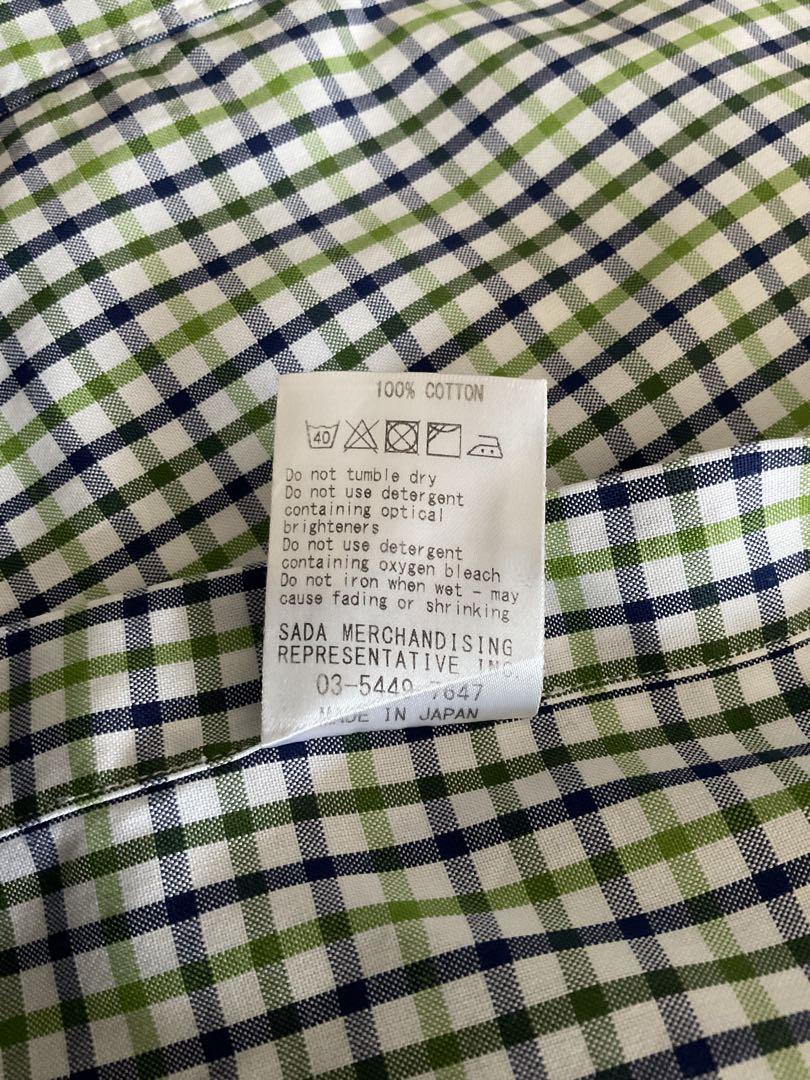 100% COTTON
40
Do not tumble dry
Do not use detergent
containing optical
brighteners
Do not use detergent
containing oxygen bleach
Do not iron when wet - may
cause fading or shrinking
SADA MERCHANDISING
REPRESENTATIVE INC.
03-5449-7647
MADE IN JAPAN